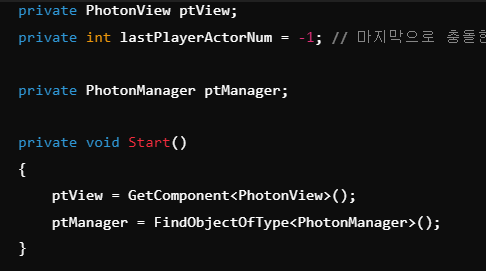 private PhotonView ptView;
private int lastPlayerActorNum = -1; // 마지막으로 충돌한
private PhotonManager ptManager;
private void Start()
{
ptView = GetComponent<PhotonView>();
ptManager = FindObjectOfType<PhotonManager>();
}